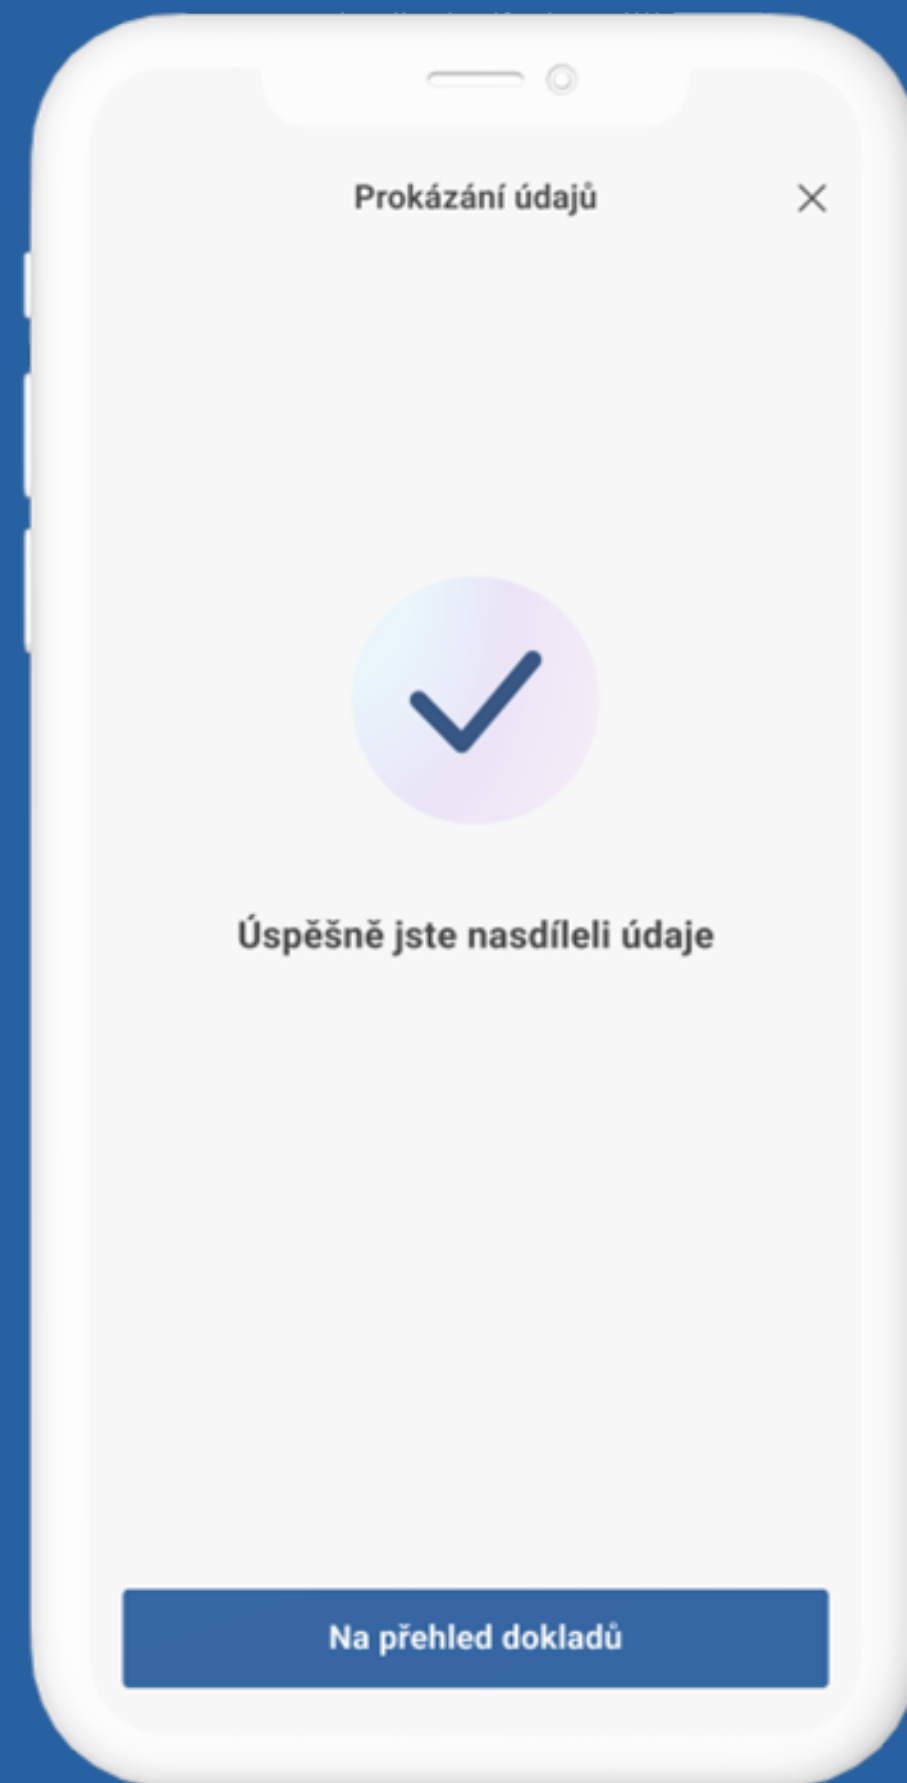 Prokázání údajů
Úspěšně jste nasdíleli údaje
Na přehled dokladů